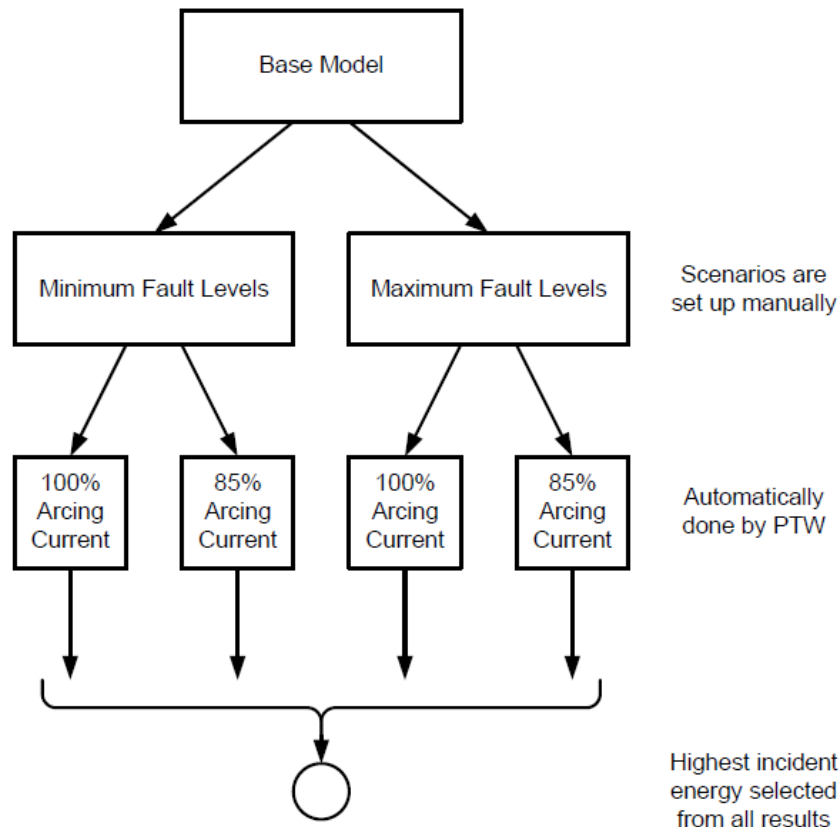 Base Model
Minimum Fault Levels
Maximum Fault Levels
Scenarios are
set up manually
100%
Arcing
Current
85%
Arcing
Current
100%
Arcing
Current
85%
Arcing
Current
Automatically
done by PTW
Highest incident
energy selected
from all results